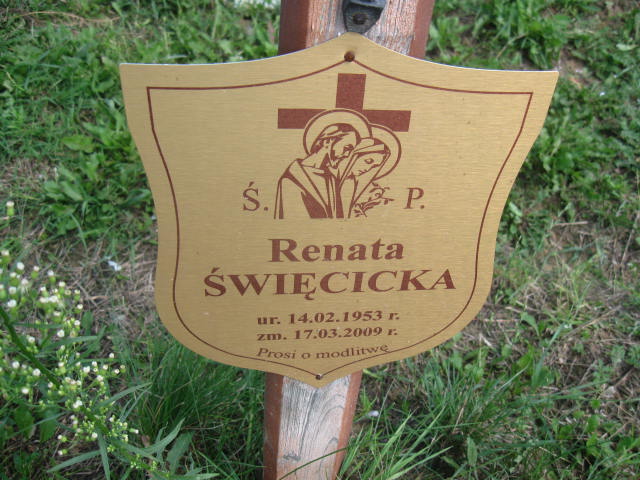 Ś. P.
Renata
ŚWIĘCICKA
ur. 14.02.1953 r.
zm. 17.03.2009 r.
Prosi o modlitwę